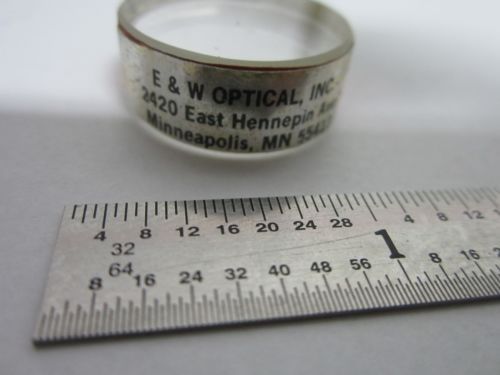 E & W OPTICAL, INC
2420 East Hennepin
Minneapolis, MN
4 8 12 16 20 24 28 4 8 12
32
1
64
8 16 24 32 40 48 56 8 16